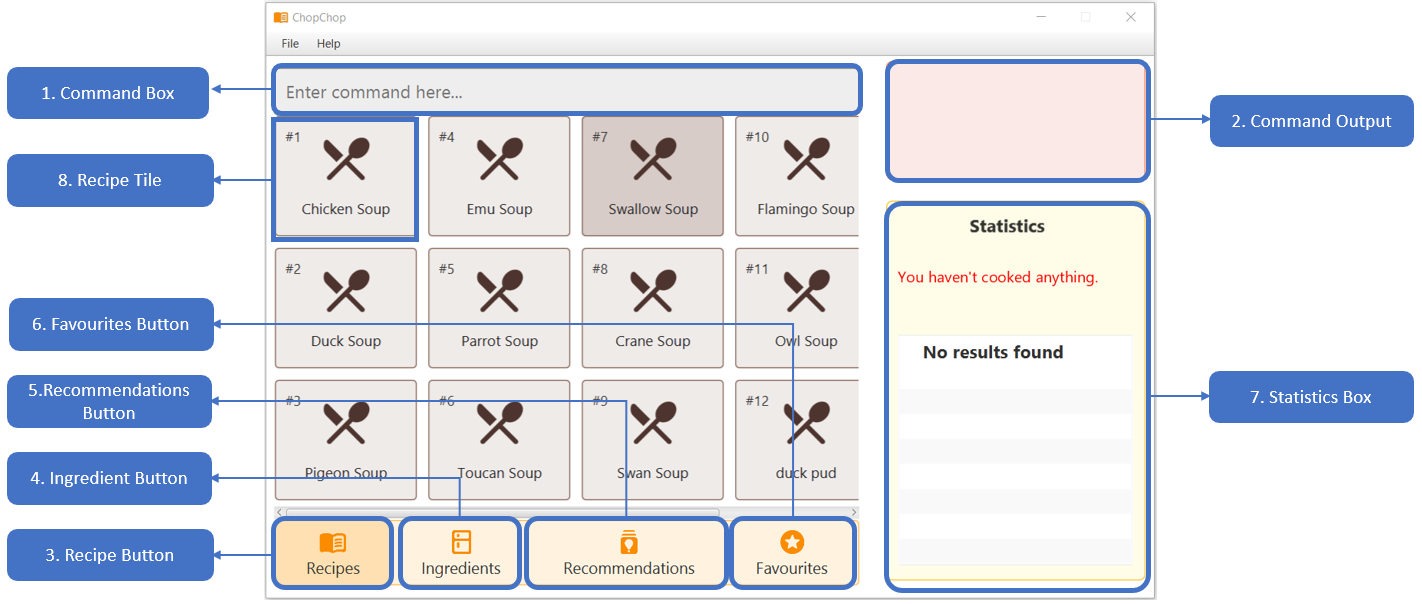 ChopChop
File Help
1. Command Box
Enter command here...
2. Command Output
8. Recipe Tile
#1
Chicken Soup
#4
Emu Soup
#7
Swallow Soup
#10
Flamingo Soup
#2
Duck Soup
#5
Parrot Soup
#8
Crane Soup
#11
Owl Soup
#3
Pigeon Soup
#6
Toucan Soup
#9
Swan Soup
#12
duck pud
Statistics
You haven't cooked anything.
No results found
6. Favourites Button
5.Recommendations
Button
4. Ingredient Button
3. Recipe Button
7. Statistics Box
Recipes
Ingredients
Recommendations
Favourites